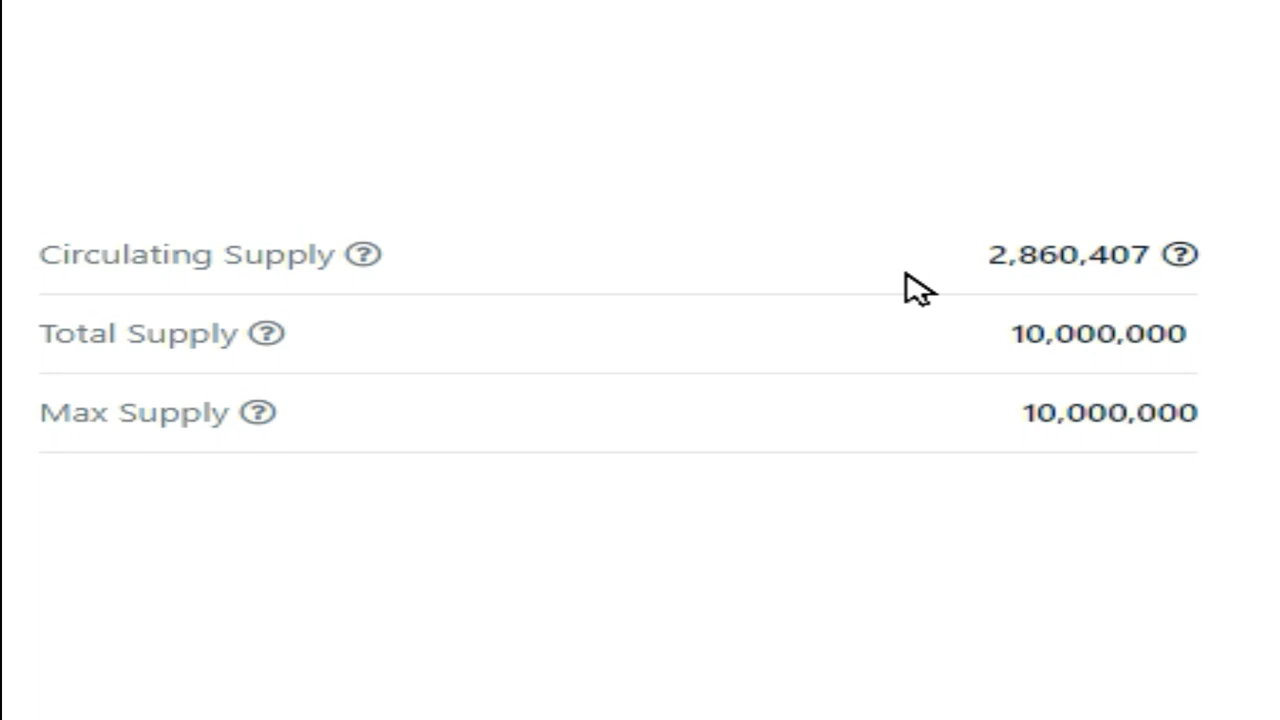 Circulating Supply ? 2,860,407 ?
Total Supply ? 10,000,000
Max Supply ? 10,000,000